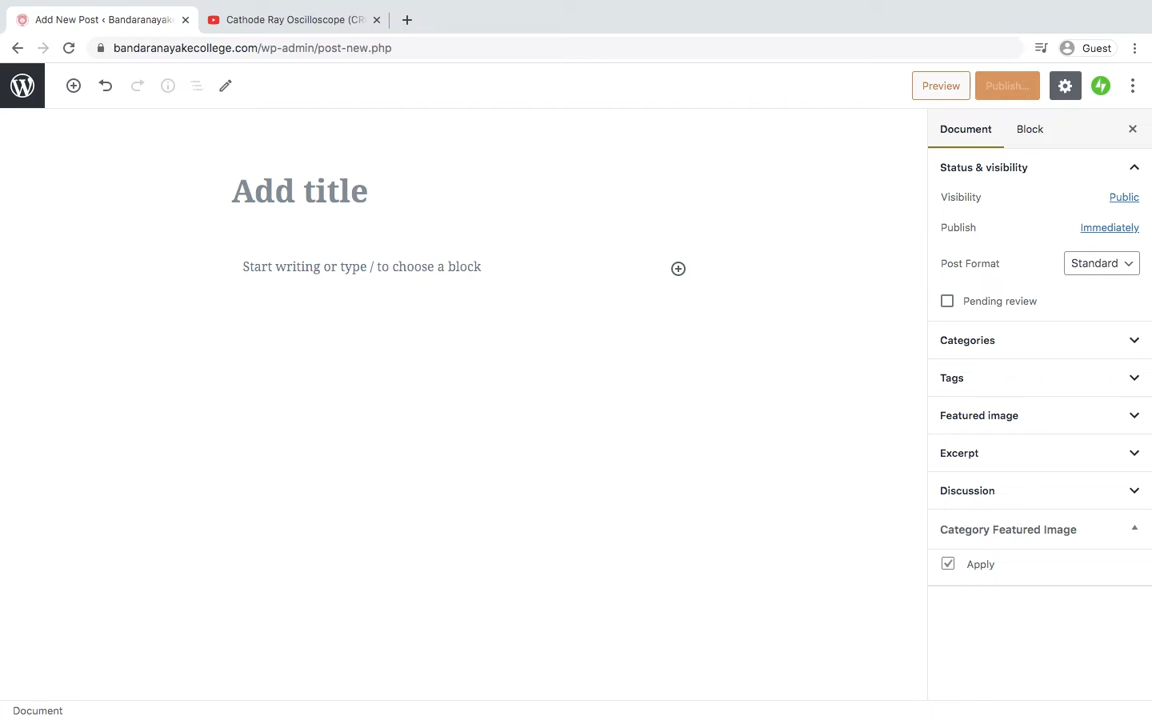 Add New Post ‹ Bandaranayake
Cathode Ray Oscilloscope (CR
bandaranayakecollege.com/wp-admin/post-new.php
Guest
Preview
Publish...
Document
Block
Add title
Start writing or type / to choose a block
Status & visibility
Visibility
Public
Publish
Immediately
Post Format
Standard
Pending review
Categories
Tags
Featured image
Excerpt
Discussion
Category Featured Image
Apply
Document